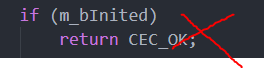 if (m_bInited)
return CEC_OK;